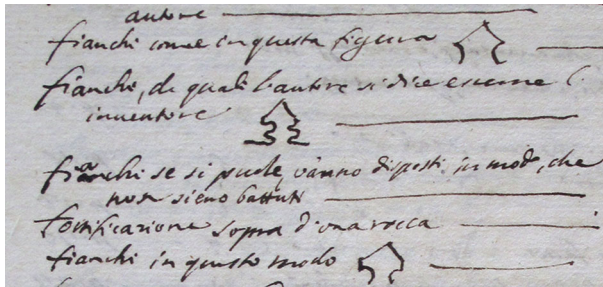 autore
fianchi come in questa figura
fianchi, de quali l'autore si dice esserne l'
inventore
fianchi se si puole, vanno disposti in modo, che
non sieno battuti
fortificazione sopra d'una rocca
fianchi in questo modo